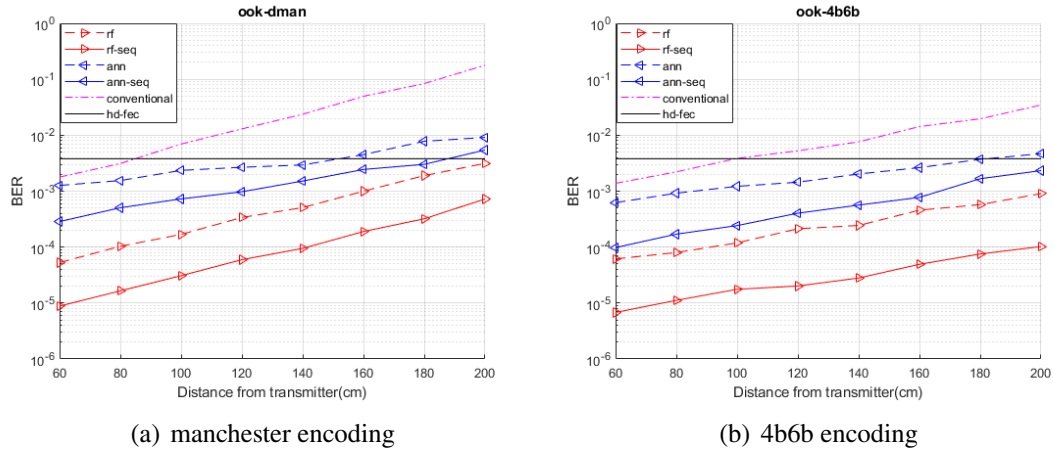 ook-dman
rf
rf-seq
ann
ann-seq
conventional
hd-fec
10^0
10^-1
10^-2
10^-3
10^-4
10^-5
10^-6
BER
60 80 100 120 140 160 180 200
Distance from transmitter(cm)
(a) manchester encoding
ook-4b6b
rf
rf-seq
ann
ann-seq
conventional
hd-fec
10^0
10^-1
10^-2
10^-3
10^-4
10^-5
10^-6
BER
60 80 100 120 140 160 180 200
Distance from transmitter(cm)
(b) 4b6b encoding